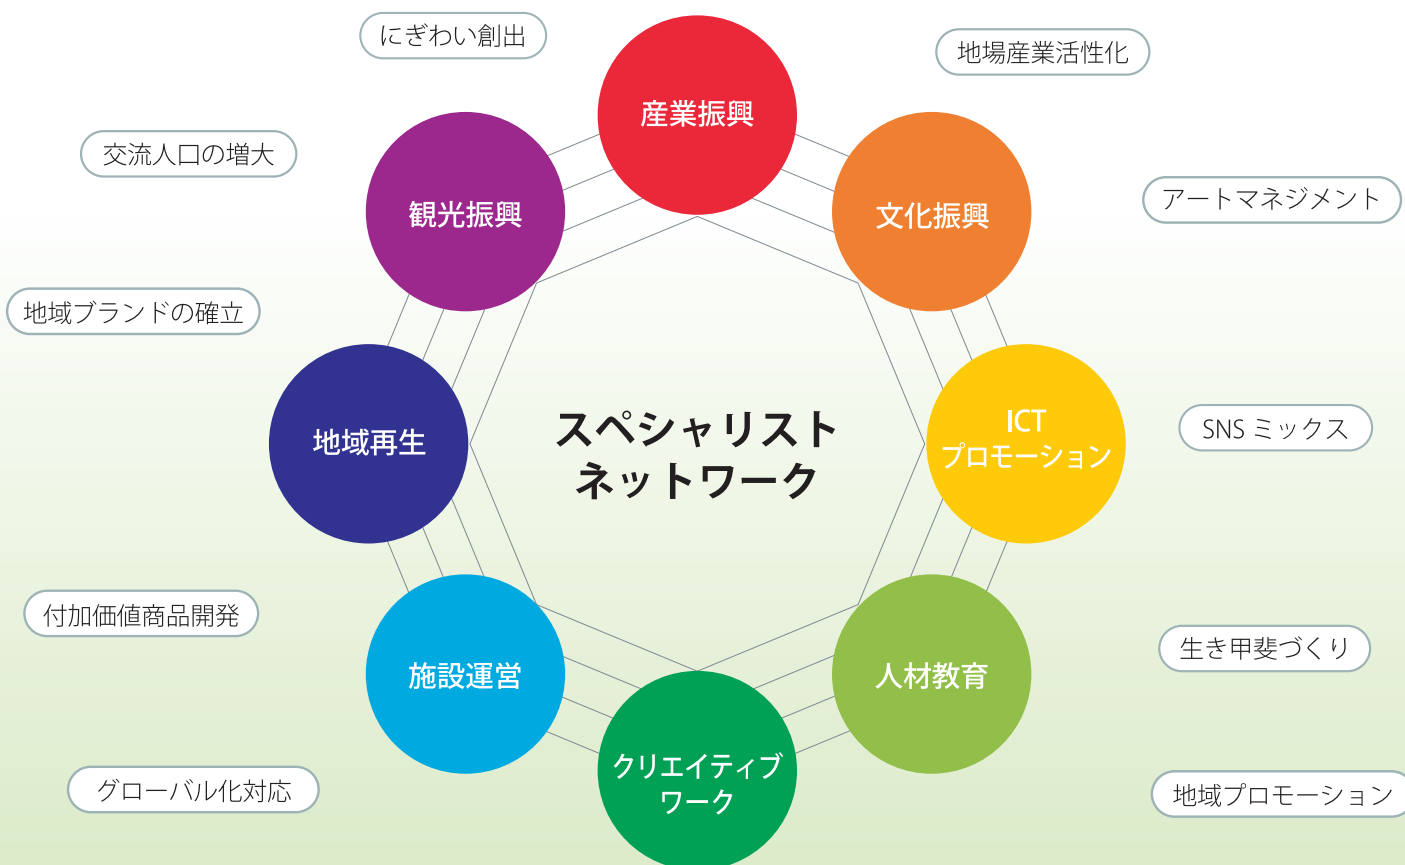 にぎわい創出
地場産業活性化
産業振興
交流人口の増大
アートマネジメント
観光振興
文化振興
地域ブランドの確立
スペシャリスト
ネットワーク
ICT
プロモーション
SNS ミックス
地域再生
付加価値商品開発
生き甲斐づくり
施設運営
人材教育
クリエイティブ
ワーク
グローバル化対応
地域プロモーション